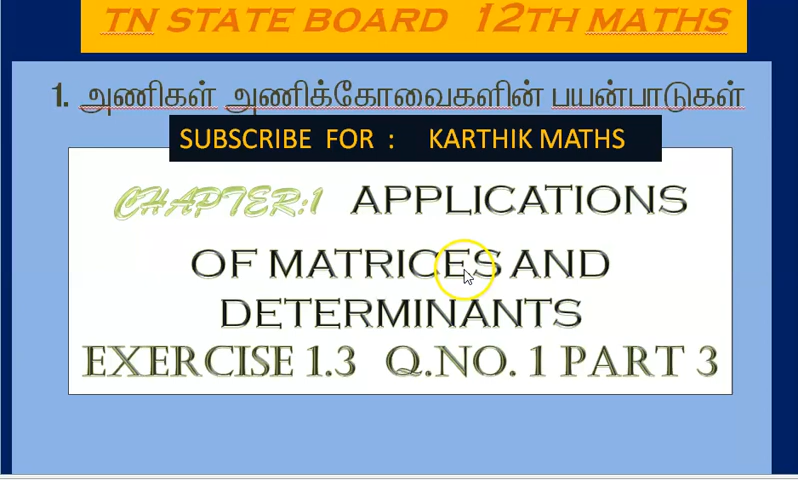 TN STATE BOARD 12TH MATHS
1. அணிகள் அணிக்கோவைகளின் பயன்பாடுகள்
SUBSCRIBE FOR : KARTHIK MATHS
CHAPTER:1 APPLICATIONS
OF MATRICES AND
DETERMINANTS
EXERCISE 1.3 Q.NO. 1 PART 3